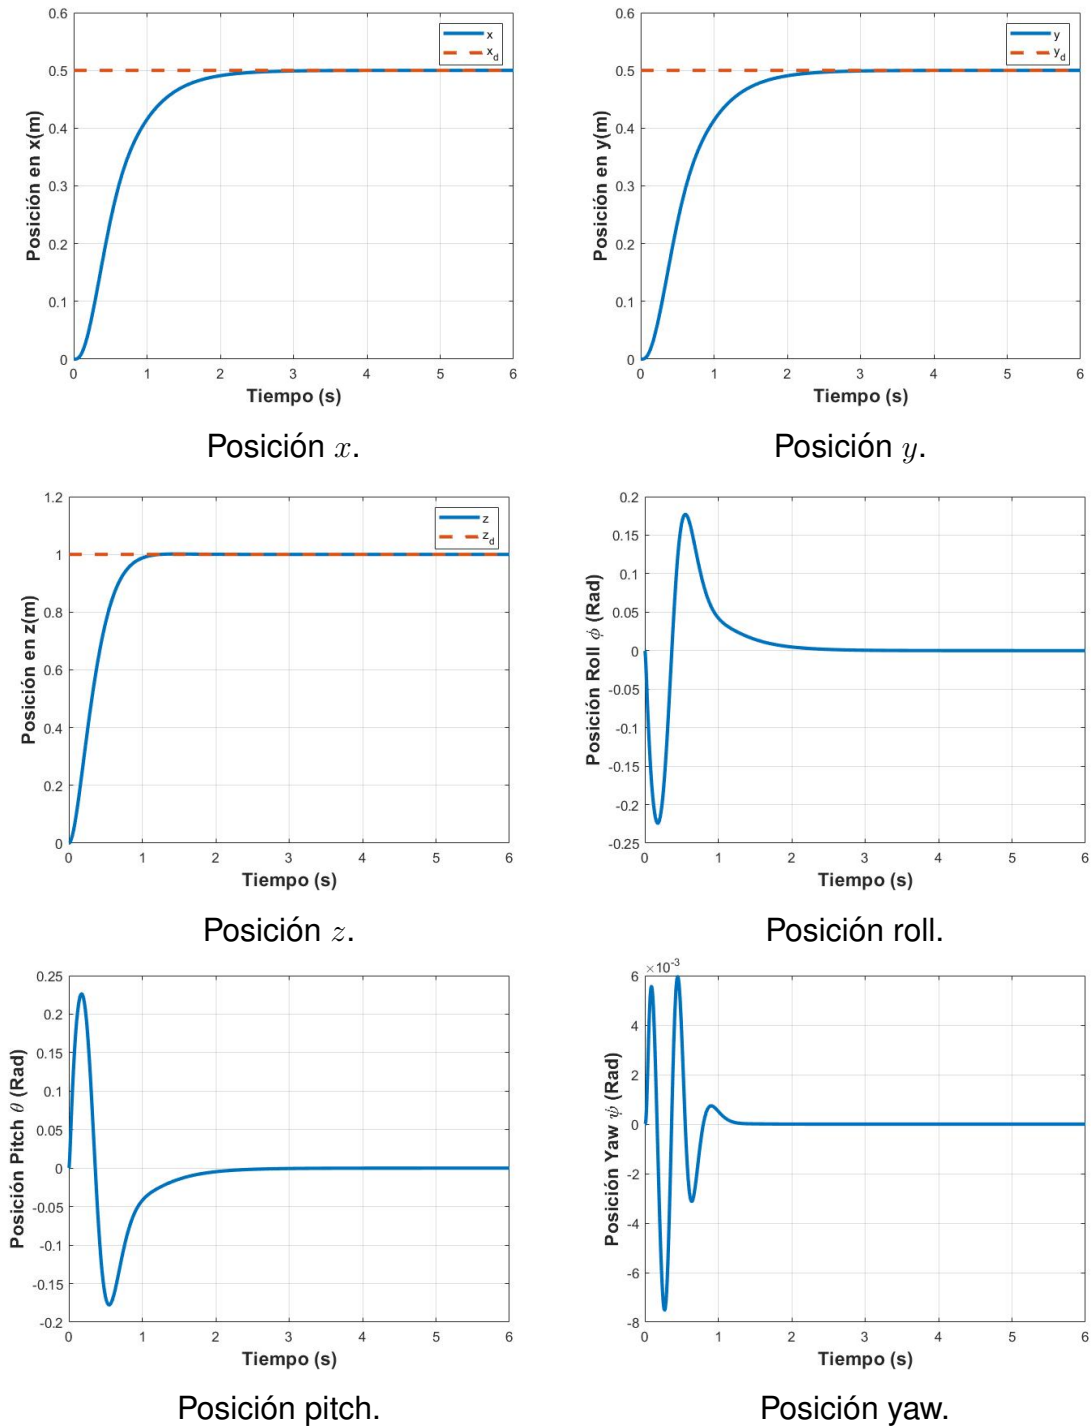 0.6
0.5
0.4
0.3
0.2
0.1
0
0 1 2 3 4 5 6
Posición en x(m)
Tiempo (s)
x
x_d
Posición x.
0.6
0.5
0.4
0.3
0.2
0.1
0
0 1 2 3 4 5 6
Posición en y(m)
Tiempo (s)
y
y_d
Posición y.
1.2
1
0.8
0.6
0.4
0.2
0
0 1 2 3 4 5 6
Posición en z(m)
Tiempo (s)
z
z_d
Posición z.
0.2
0.15
0.1
0.05
0
-0.05
-0.1
-0.15
-0.2
-0.25
0 1 2 3 4 5 6
Posición Roll ϕ (Rad)
Tiempo (s)
Posición roll.
0.25
0.2
0.15
0.1
0.05
0
-0.05
-0.1
-0.15
-0.2
0 1 2 3 4 5 6
Posición Pitch θ (Rad)
Tiempo (s)
Posición pitch.
×10⁻³
6
4
2
0
-2
-4
-6
-8
0 1 2 3 4 5 6
Posición Yaw ψ (Rad)
Tiempo (s)
Posición yaw.